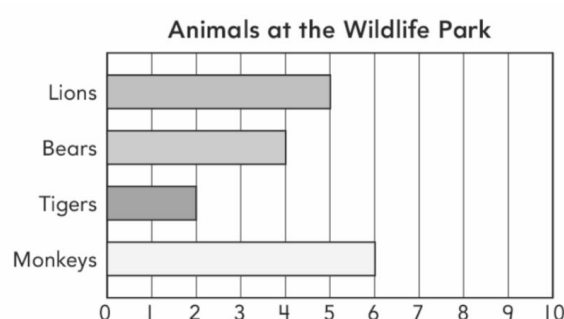 Animals at the Wildlife Park
Lions
Bears
Tigers
Monkeys
0 1 2 3 4 5 6 7 8 9 10